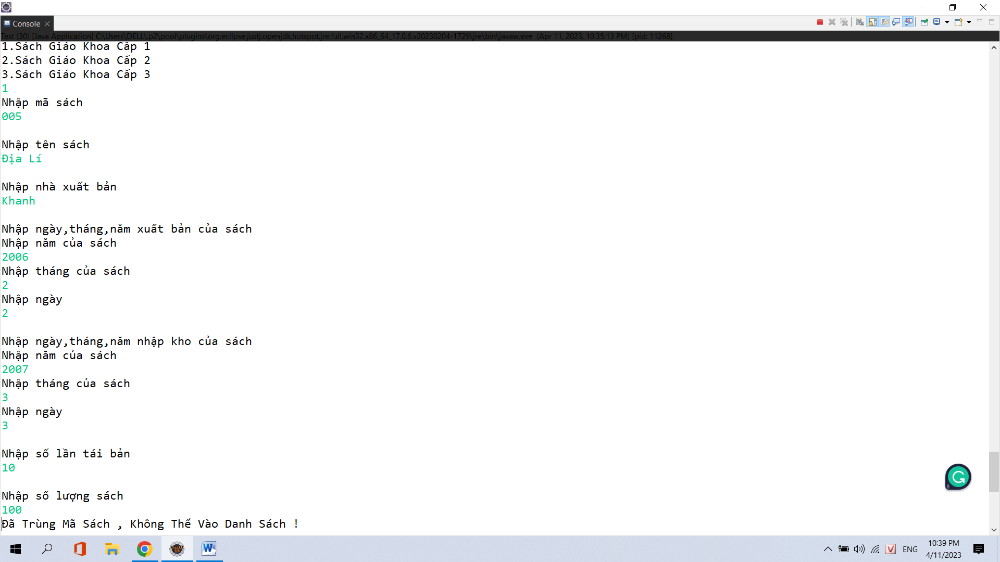 Console
Test (30) [Java Application] C:\Users\DELL\.p2\pool\plugins\org.eclipse.justj.openjdk.hotspot.jre.full.win32.x86_64_17.0.6.v20230204-1729\jre\bin\javaw.exe (Apr 11, 2023, 10:35:13 PM) [pid: 11268]
1.Sách Giáo Khoa Cấp 1
2.Sách Giáo Khoa Cấp 2
3.Sách Giáo Khoa Cấp 3
1
Nhập mã sách
005
Nhập tên sách
Địa Lí
Nhập nhà xuất bản
Khanh
Nhập ngày,tháng,năm xuất bản của sách
Nhập năm của sách
2006
Nhập tháng của sách
2
Nhập ngày
2
Nhập ngày,tháng,năm nhập kho của sách
Nhập năm của sách
2007
Nhập tháng của sách
3
Nhập ngày
3
Nhập số lần tái bản
10
Nhập số lượng sách
100
Đã Trùng Mã Sách , Không Thể Vào Danh Sách !
ENG
10:39 PM
4/11/2023